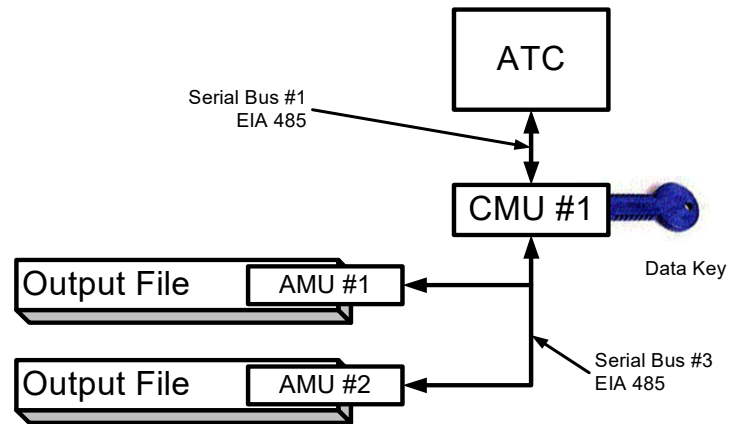 ATC
Serial Bus #1
EIA 485
CMU #1
Data Key
Output File
AMU #1
Output File
AMU #2
Serial Bus #3
EIA 485